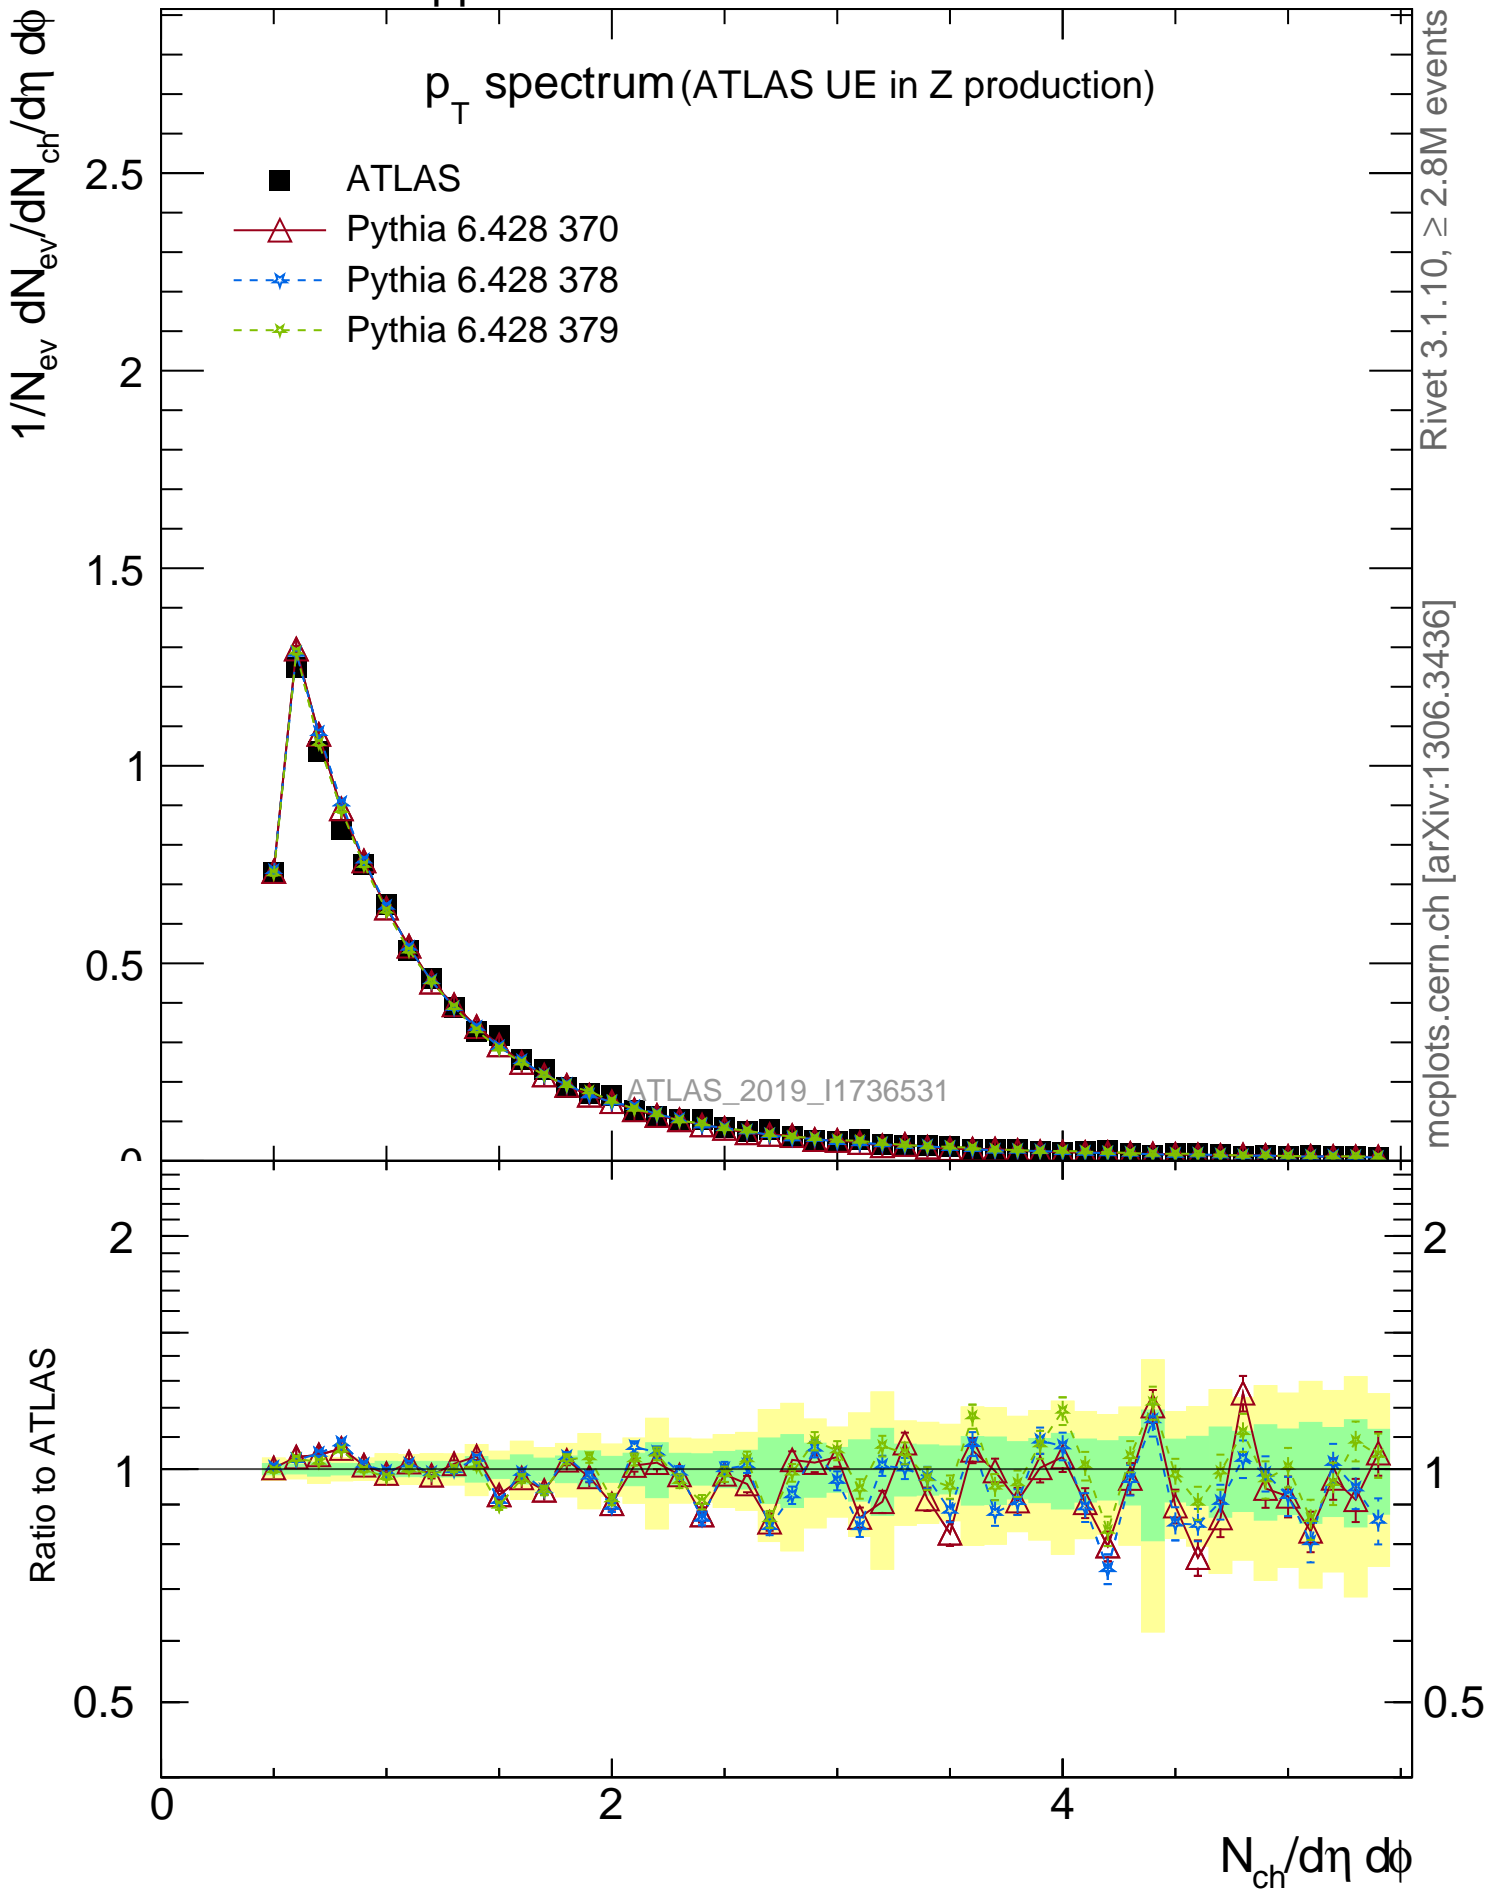 pp
1/N_ev dN_ev/dN_ch/dη dϕ
p_T spectrum (ATLAS UE in Z production)
ATLAS
Pythia 6.428 370
Pythia 6.428 378
Pythia 6.428 379
2.5
2
1.5
1
0.5
0
ATLAS_2019_I1736531
Rivet 3.1.10, ≥ 2.8M events
mcplots.cern.ch [arXiv:1306.3436]
Ratio to ATLAS
2
1
0.5
2
1
0.5
0
2
4
N_ch/dη dϕ